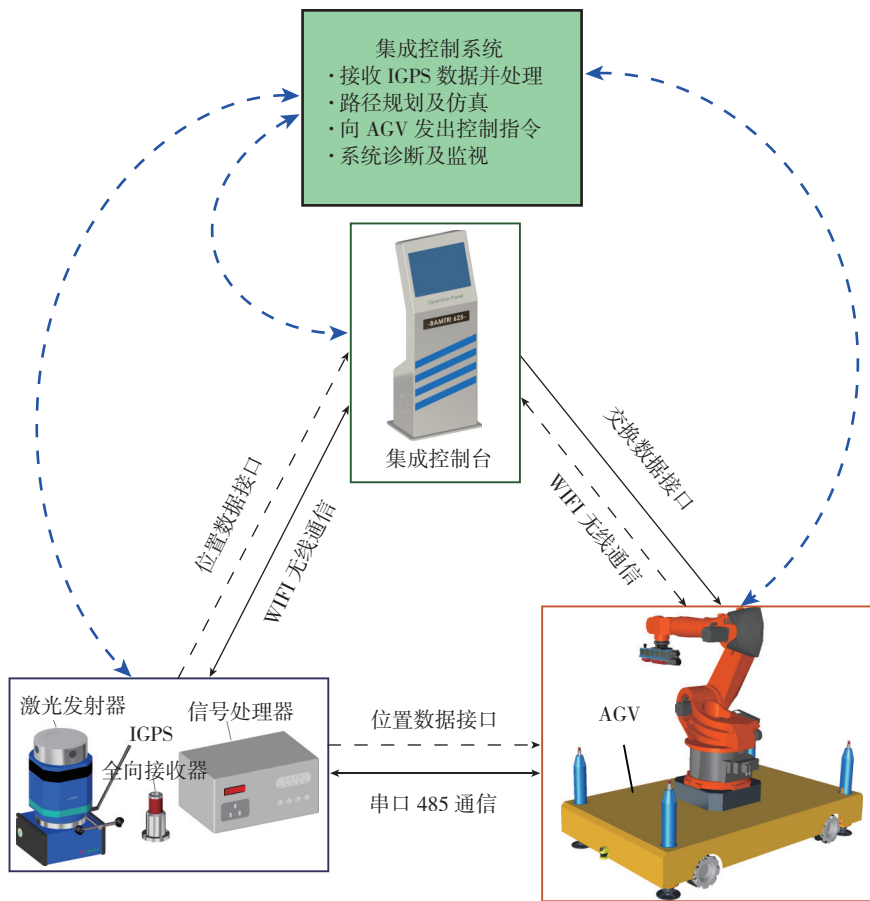 集成控制系统
·接收 IGPS 数据并处理
·路径规划及仿真
·向 AGV 发出控制指令
·系统诊断及监视
Operation Panel
-BAMTRI 625-
集成控制台
位置数据接口
WIFI 无线通信
交换数据接口
WIFI 无线通信
激光发射器
IGPS
信号处理器
全向接收器
位置数据接口
串口 485 通信
AGV